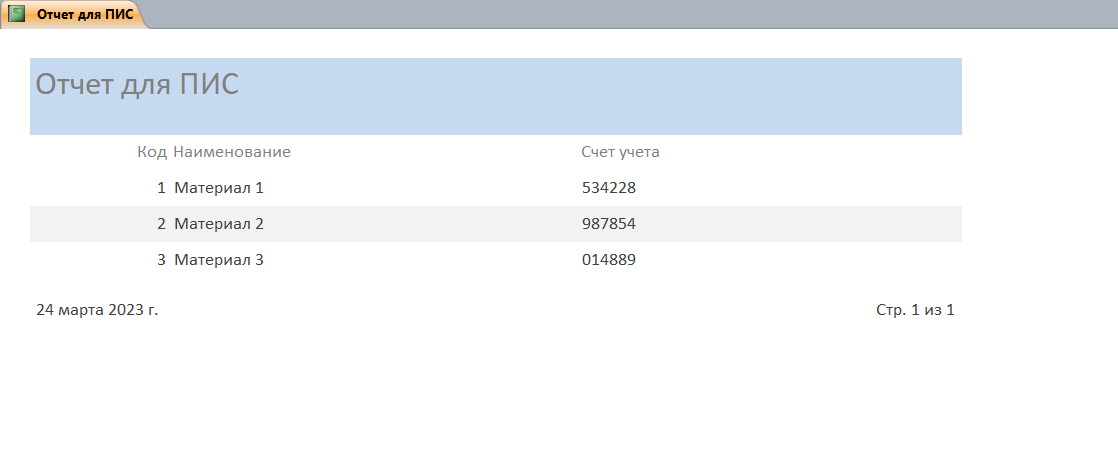 Отчет для ПИС
Отчет для ПИС
Код Наименование Счет учета
1 Материал 1 534228
2 Материал 2 987854
3 Материал 3 014889
24 марта 2023 г. Стр. 1 из 1